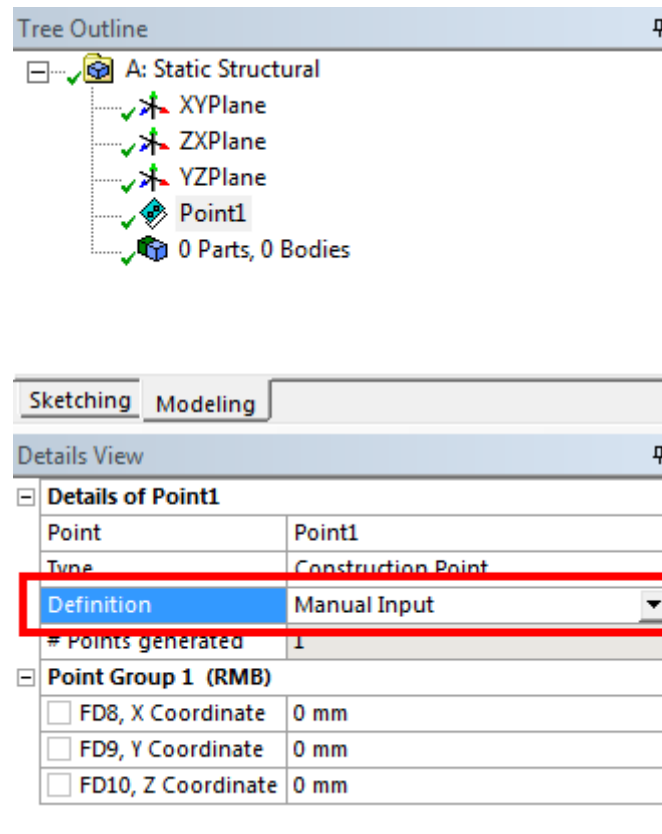 Tree Outline
A: Static Structural
XYPlane
ZXPlane
YZPlane
Point1
0 Parts, 0 Bodies
Sketching Modeling
Details View
Details of Point1
Point Point1
Type Construction Point
Definition Manual Input
# Points generated 1
Point Group 1 (RMB)
FD8, X Coordinate 0 mm
FD9, Y Coordinate 0 mm
FD10, Z Coordinate 0 mm